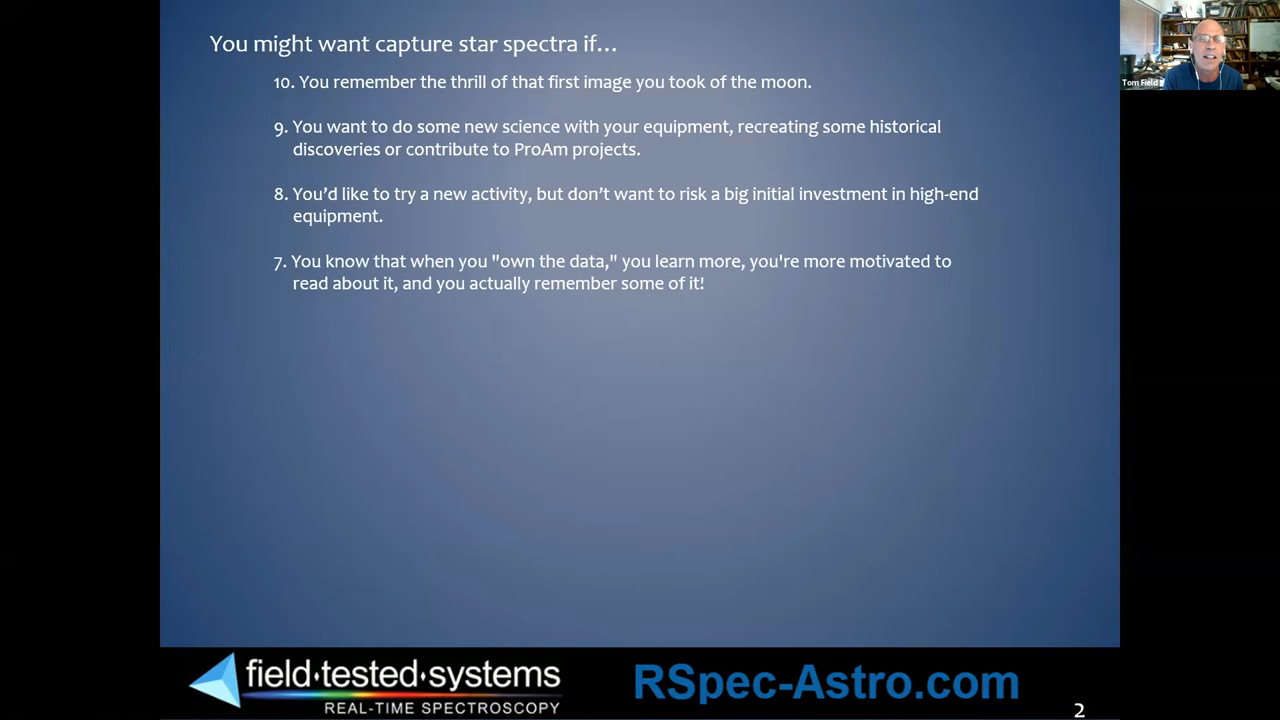 You might want capture star spectra if…
10. You remember the thrill of that first image you took of the moon.
9. You want to do some new science with your equipment, recreating some historical
discoveries or contribute to ProAm projects.
8. You’d like to try a new activity, but don’t want to risk a big initial investment in high-end
equipment.
7. You know that when you "own the data," you learn more, you're more motivated to
read about it, and you actually remember some of it!
Tom Field
field·tested·systems
REAL-TIME SPECTROSCOPY
RSpec-Astro.com
2